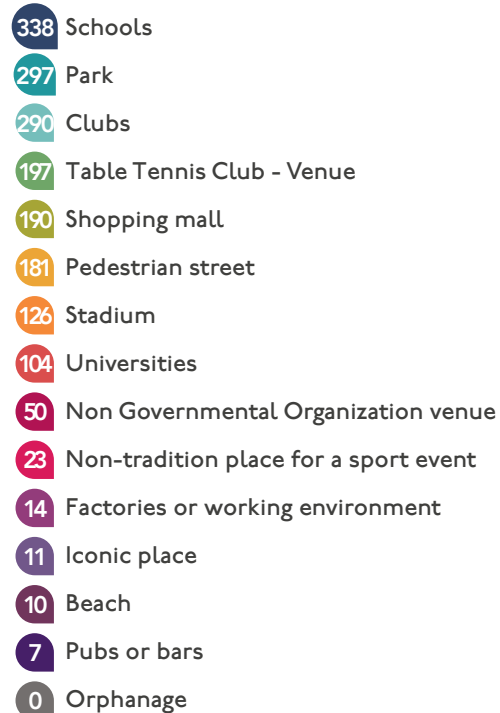 338 Schools
297 Park
290 Clubs
197 Table Tennis Club - Venue
190 Shopping mall
181 Pedestrian street
126 Stadium
104 Universities
50 Non Governmental Organization venue
23 Non-tradition place for a sport event
14 Factories or working environment
11 Iconic place
10 Beach
7 Pubs or bars
0 Orphanage